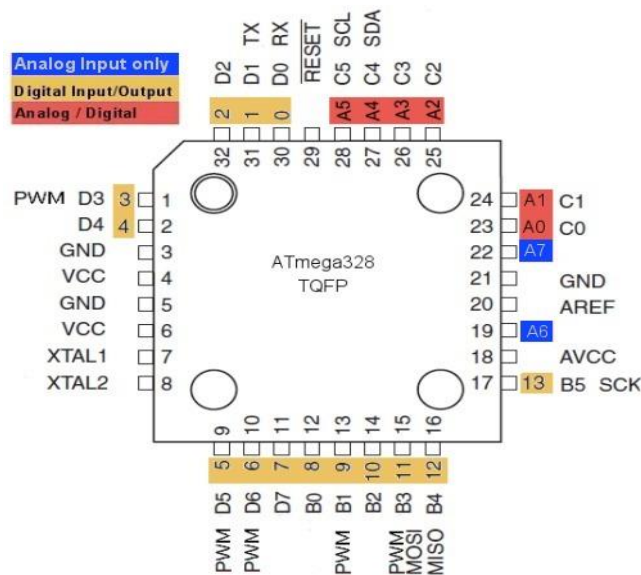 Analog Input only
Digital Input/Output
Analog / Digital
D2
D1 TX
D0 RX
RESET
C5 SCL
C4 SDA
C3
C2
2
1
0
A5
A4
A3
A2
32
31
30
29
28
27
26
25
PWM D3 3 1
D4 4 2
GND 3
VCC 4
GND 5
VCC 6
XTAL1 7
XTAL2 8
ATmega328
TQFP
24 A1 C1
23 A0 C0
22 A7
21 GND
20 AREF
19 A6
18 AVCC
17 13 B5 SCK
9
10
11
12
13
14
15
16
5
6
7
8
9
10
11
12
D5
D6
D7
B0
B1
B2
B3
B4
PWM
PWM
PWM
PWM
MOSI
MISO